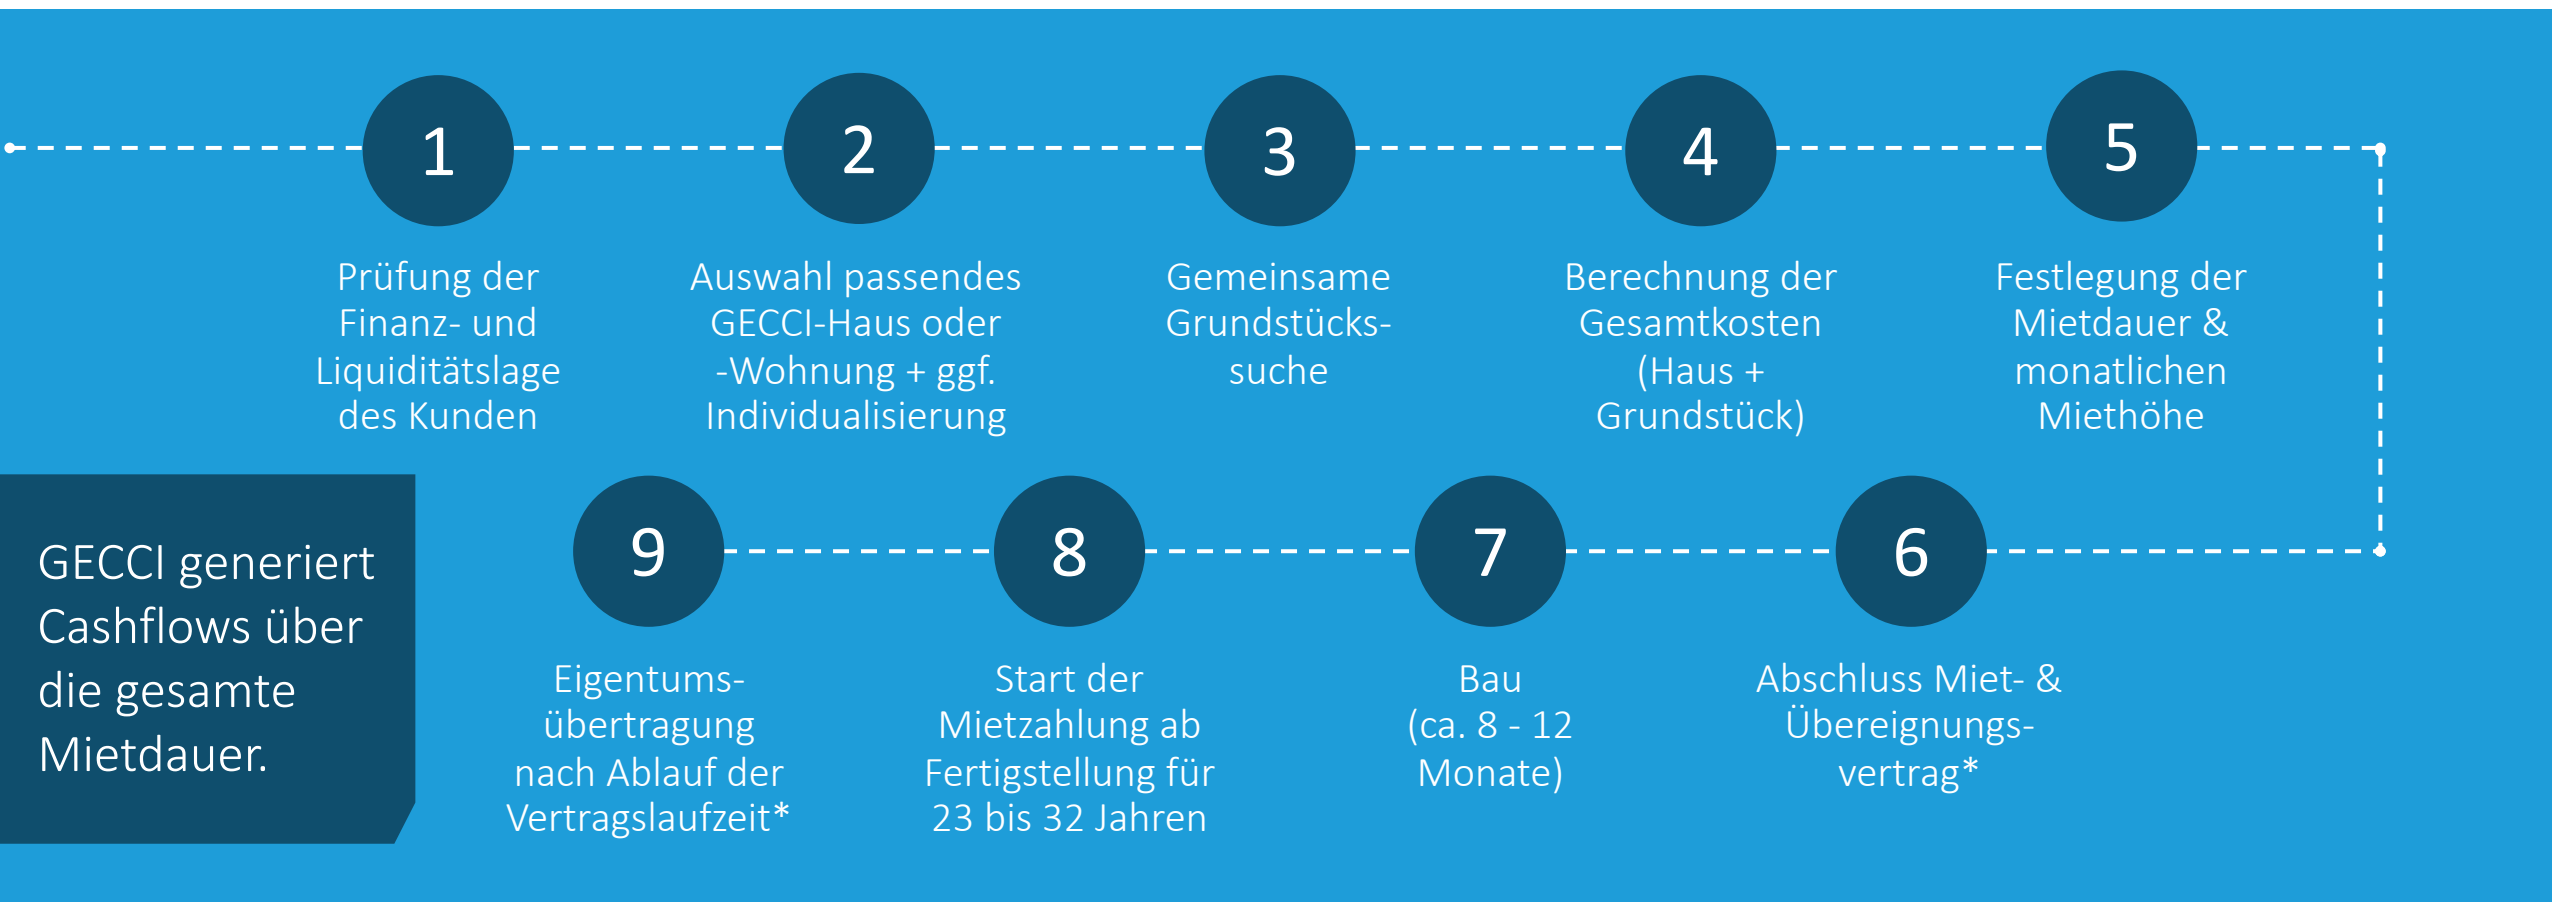 1
Prüfung der
Finanz- und
Liquiditätslage
des Kunden
2
Auswahl passendes
GECCI-Haus oder
-Wohnung + ggf.
Individualisierung
3
Gemeinsame
Grundstücks-
suche
4
Berechnung der
Gesamtkosten
(Haus +
Grundstück)
5
Festlegung der
Mietdauer &
monatlichen
Miethöhe
6
Abschluss Miet- &
Übereignungs-
vertrag*
7
Bau
(ca. 8 - 12
Monate)
8
Start der
Mietzahlung ab
Fertigstellung für
23 bis 32 Jahren
9
Eigentums-
übertragung
nach Ablauf der
Vertragslaufzeit*
GECCI generiert
Cashflows über
die gesamte
Mietdauer.